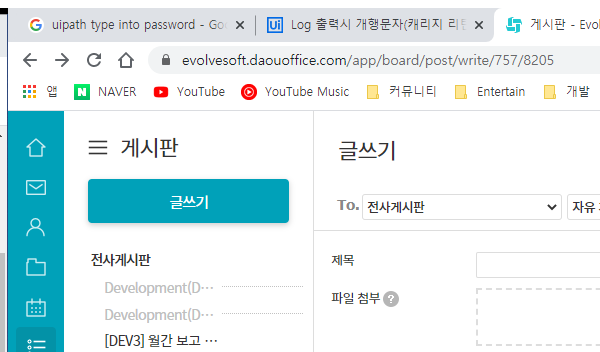 uipath type into password - Go
Log 출력시 개행문자(캐리지 리턴
게시판 - Evol
evolvesoft.daouoffice.com/app/board/post/write/757/8205
앱 NAVER YouTube YouTube Music 커뮤니티 Entertain 개발
게시판
글쓰기
글쓰기
To. 전사게시판 자유
전사게시판
제목
Development(D···
파일 첨부 ?
Development(D···
[DEV3] 월간 보고 ···